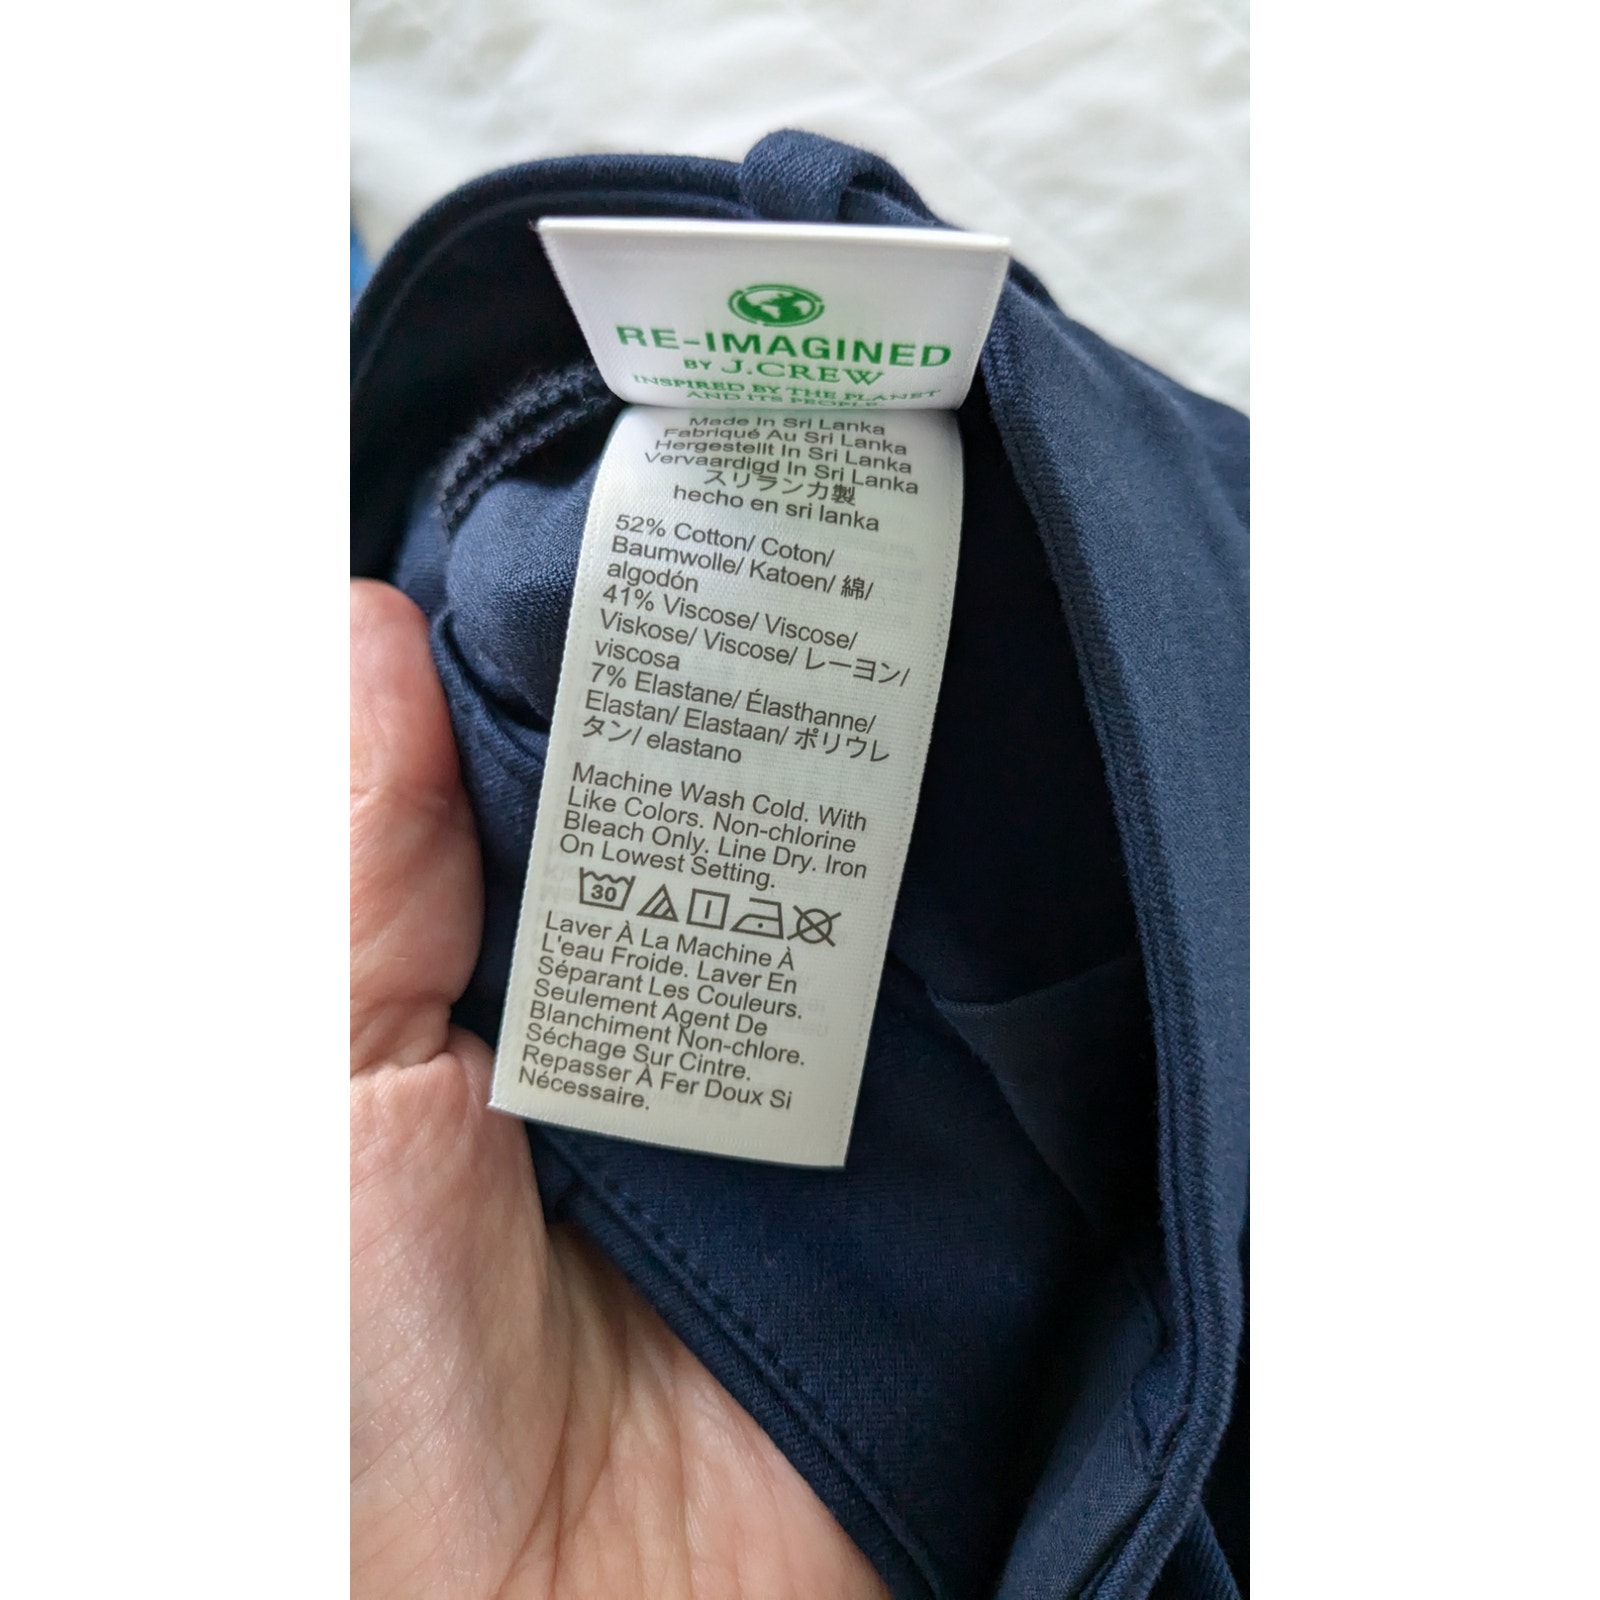 RE-IMAGINED
BY J.CREW
INSPIRED BY THE PLANET
AND ITS PEOPLE.
Made In Sri Lanka
Fabriqué Au Sri Lanka
Hergestellt In Sri Lanka
Vervaardigd In Sri Lanka
スリランカ製
hecho en sri lanka
52% Cotton/ Coton/
Baumwolle/ Katoen/ 綿/
algodón
41% Viscose/ Viscose/
Viskose/ Viscose/ レーヨン/
viscosa
7% Elastane/ Élasthanne/
Elastan/ Elastaan/ ポリウレ
タン/ elastano
Machine Wash Cold. With
Like Colors. Non-chlorine
Bleach Only. Line Dry. Iron
On Lowest Setting.
30
Laver À La Machine À
L'eau Froide. Laver En
Séparant Les Couleurs.
Seulement Agent De
Blanchiment Non-chlore.
Séchage Sur Cintre.
Repasser À Fer Doux Si
Nécessaire.